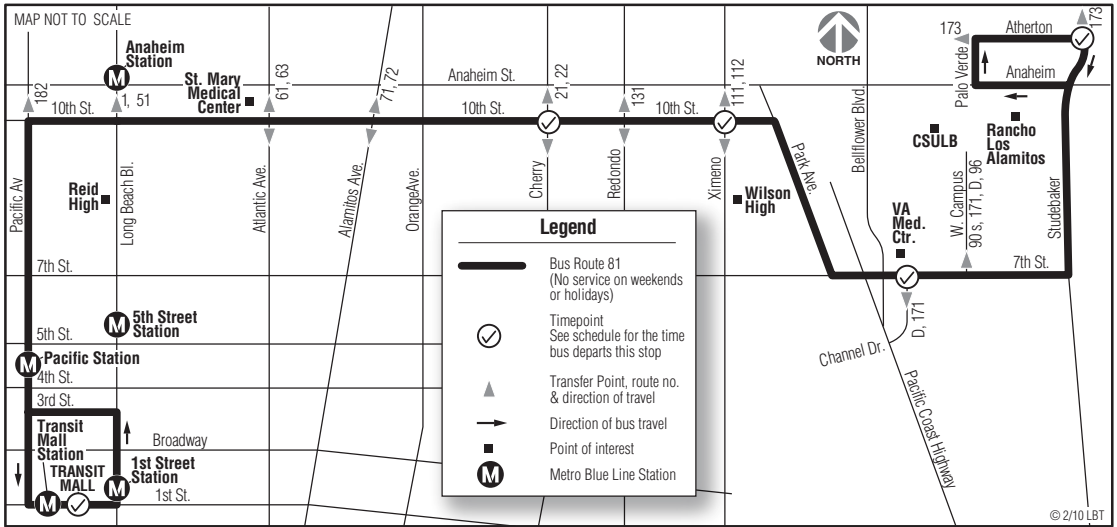 MAP NOT TO SCALE
Anaheim
Station
M
St. Mary
Medical
Center
182
1, 51
61, 63
71, 72
Anaheim St.
21, 22
131
111, 112
NORTH
173
Atherton
173
Palo Verde
Anaheim
10th St.
10th St.
10th St.
Pacific Av
Reid
High
Long Beach Bl.
Atlantic Ave.
Alamitos Ave.
OrangeAve.
Cherry
Redondo
Ximeno
Wilson
High
Park Ave.
Bellflower Blvd.
CSULB
Rancho
Los
Alamitos
VA
Med.
Ctr.
W. Campus
90 s, 171, D, 96
Studebaker
7th St.
7th St.
D, 171
Channel Dr.
Pacific Coast Highway
M
5th Street
Station
5th St.
M
Pacific Station
4th St.
3rd St.
Transit
Mall
Station
TRANSIT
MALL
M
Broadway
M
1st Street
Station
1st St.
Legend
Bus Route 81
(No service on weekends
or holidays)
Timepoint
See schedule for the time
bus departs this stop
Transfer Point, route no.
& direction of travel
Direction of bus travel
Point of interest
M
Metro Blue Line Station
© 2/10 LBT